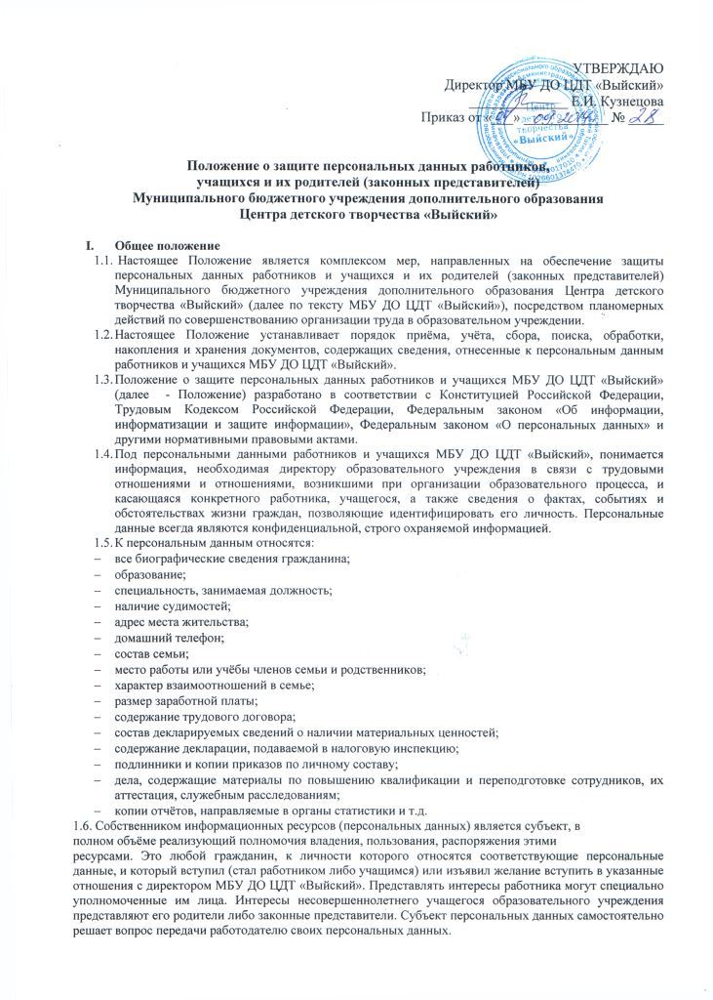 УТВЕРЖДАЮ
Директор МБУ ДО ЦДТ «Выйский»
Е.И. Кузнецова
Приказ от « » № 28
Центр
детского
творчества
«Выйский»
Положение о защите персональных данных работников,
учащихся и их родителей (законных представителей)
Муниципального бюджетного учреждения дополнительного образования
Центра детского творчества «Выйский»
I. Общее положение
1.1. Настоящее Положение является комплексом мер, направленных на обеспечение защиты
персональных данных работников и учащихся и их родителей (законных представителей)
Муниципального бюджетного учреждения дополнительного образования Центра детского
творчества «Выйский» (далее по тексту МБУ ДО ЦДТ «Выйский»), посредством планомерных
действий по совершенствованию организации труда в образовательном учреждении.
1.2. Настоящее Положение устанавливает порядок приёма, учёта, сбора, поиска, обработки,
накопления и хранения документов, содержащих сведения, отнесенные к персональным данным
работников и учащихся МБУ ДО ЦДТ «Выйский».
1.3. Положение о защите персональных данных работников и учащихся МБУ ДО ЦДТ «Выйский»
(далее - Положение) разработано в соответствии с Конституцией Российской Федерации,
Трудовым Кодексом Российской Федерации, Федеральным законом «Об информации,
информатизации и защите информации», Федеральным законом «О персональных данных» и
другими нормативными правовыми актами.
1.4. Под персональными данными работников и учащихся МБУ ДО ЦДТ «Выйский», понимается
информация, необходимая директору образовательного учреждения в связи с трудовыми
отношениями и отношениями, возникшими при организации образовательного процесса, и
касающаяся конкретного работника, учащегося, а также сведения о фактах, событиях и
обстоятельствах жизни граждан, позволяющие идентифицировать его личность. Персональные
данные всегда являются конфиденциальной, строго охраняемой информацией.
1.5. К персональным данным относятся:
– все биографические сведения гражданина;
– образование;
– специальность, занимаемая должность;
– наличие судимостей;
– адрес места жительства;
– домашний телефон;
– состав семьи;
– место работы или учёбы членов семьи и родственников;
– характер взаимоотношений в семье;
– размер заработной платы;
– содержание трудового договора;
– состав декларируемых сведений о наличии материальных ценностей;
– содержание декларации, подаваемой в налоговую инспекцию;
– подлинники и копии приказов по личному составу;
– дела, содержащие материалы по повышению квалификации и переподготовке сотрудников, их
аттестация, служебным расследованиям;
– копии отчётов, направляемые в органы статистики и т.д.
1.6. Собственником информационных ресурсов (персональных данных) является субъект, в
полном объёме реализующий полномочия владения, пользования, распоряжения этими
ресурсами. Это любой гражданин, к личности которого относятся соответствующие персональные
данные, и который вступил (стал работником либо учащимся) или изъявил желание вступить в указанные
отношения с директором МБУ ДО ЦДТ «Выйский». Представлять интересы работника могут специально
уполномоченные им лица. Интересы несовершеннолетнего учащегося образовательного учреждения
представляют его родители либо законные представители. Субъект персональных данных самостоятельно
решает вопрос передачи работодателю своих персональных данных.